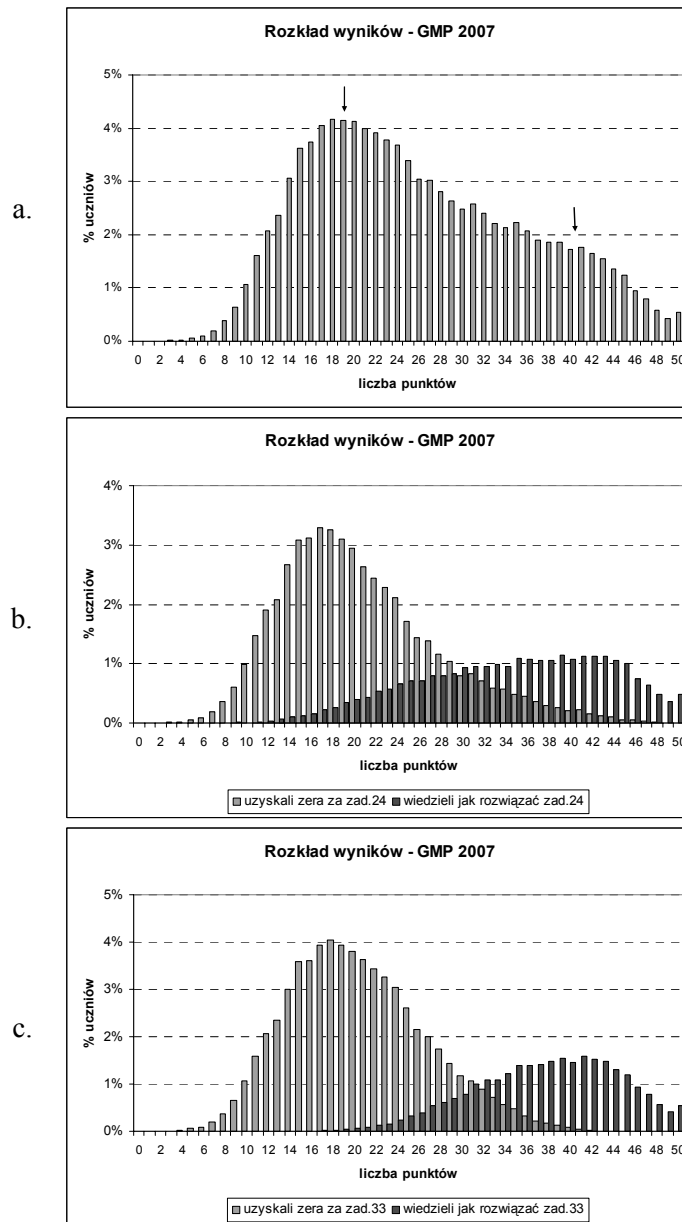 a.
Rozkład wyników - GMP 2007
5%
4%
3%
2%
1%
0%
% uczniów
0 2 4 6 8 10 12 14 16 18 20 22 24 26 28 30 32 34 36 38 40 42 44 46 48 50
liczba punktów
b.
Rozkład wyników - GMP 2007
4%
3%
2%
1%
0%
% uczniów
0 2 4 6 8 10 12 14 16 18 20 22 24 26 28 30 32 34 36 38 40 42 44 46 48 50
liczba punktów
uzyskali zera za zad.24 wiedzieli jak rozwiązać zad.24
c.
Rozkład wyników - GMP 2007
5%
4%
3%
2%
1%
0%
% uczniów
0 2 4 6 8 10 12 14 16 18 20 22 24 26 28 30 32 34 36 38 40 42 44 46 48 50
liczba punktów
uzyskali zera za zad.33 wiedzieli jak rozwiązać zad.33